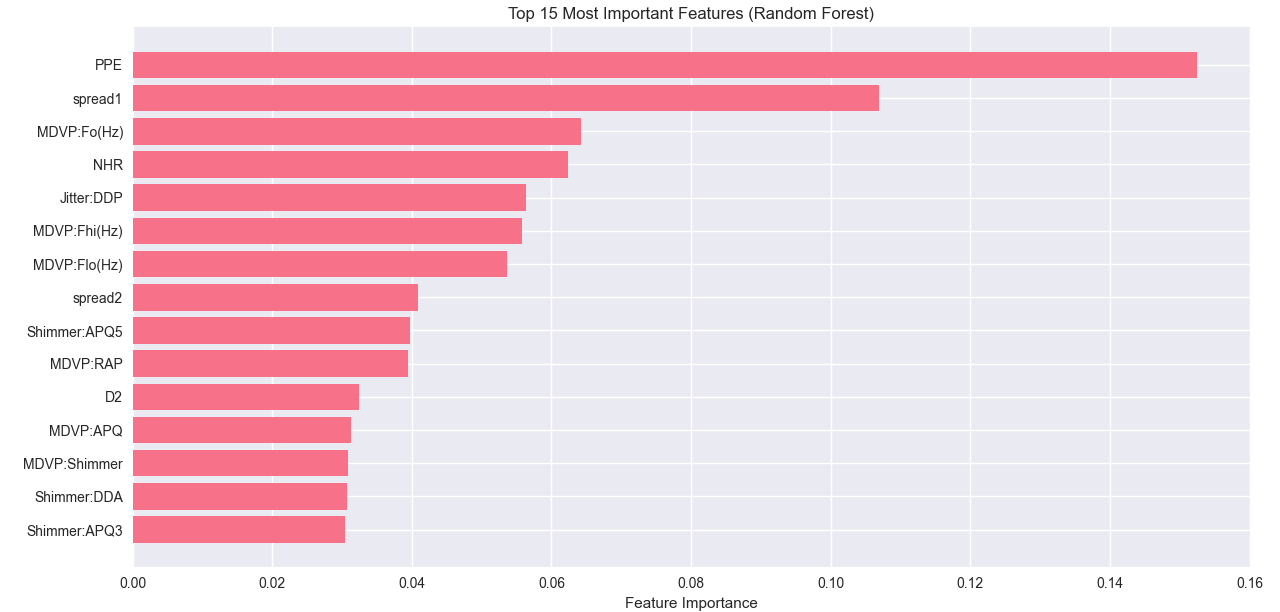 Top 15 Most Important Features (Random Forest)
PPE
spread1
MDVP:Fo(Hz)
NHR
Jitter:DDP
MDVP:Fhi(Hz)
MDVP:Flo(Hz)
spread2
Shimmer:APQ5
MDVP:RAP
D2
MDVP:APQ
MDVP:Shimmer
Shimmer:DDA
Shimmer:APQ3
0.00 0.02 0.04 0.06 0.08 0.10 0.12 0.14 0.16
Feature Importance